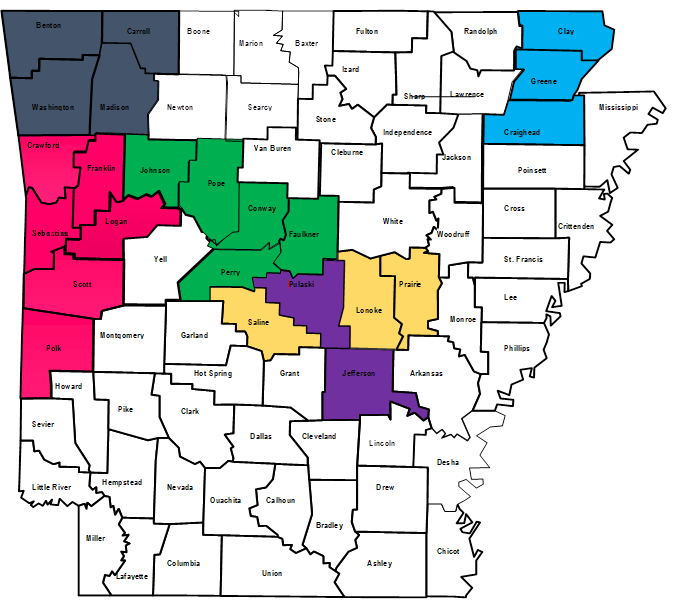 Benton
Carroll
Boone
Marion
Baxter
Fulton
Randolph
Clay
Izard
Greene
Washington
Madison
Newton
Searcy
Stone
Sharp
Lawrence
Mississippi
Independence
Craighead
Crawford
Franklin
Johnson
Van Buren
Cleburne
Jackson
Poinsett
Pope
Conway
Logan
Sebastian
Faulkner
White
Woodruff
Cross
Crittenden
Yell
Perry
Pulaski
St. Francis
Scott
Prairie
Lonoke
Lee
Saline
Monroe
Polk
Montgomery
Garland
Phillips
Hot Spring
Grant
Jefferson
Arkansas
Howard
Pike
Clark
Sevier
Dallas
Cleveland
Lincoln
Desha
Little River
Hempstead
Nevada
Ouachita
Calhoun
Drew
Bradley
Miller
Lafayette
Columbia
Union
Ashley
Chicot